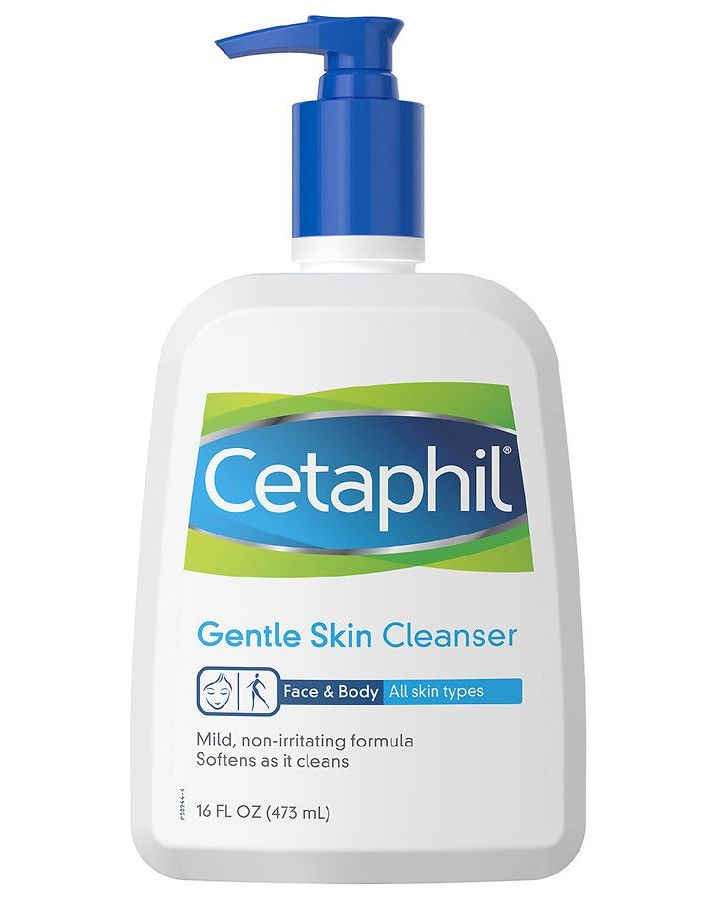 Cetaphil®
Gentle Skin Cleanser
Face & Body All skin types
Mild, non-irritating formula
Softens as it cleans
16 FL OZ (473 mL)